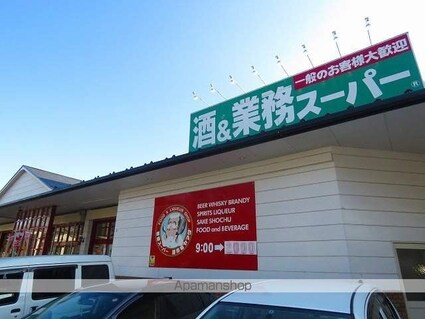 一般のお客様大歓迎
酒&業務スーパー®
BEER WHISKY BRANDY
SPIRITS LIQUEUR
SAKE SHOCHU
FOOD and BEVERAGE
9:00→
Apamanshop